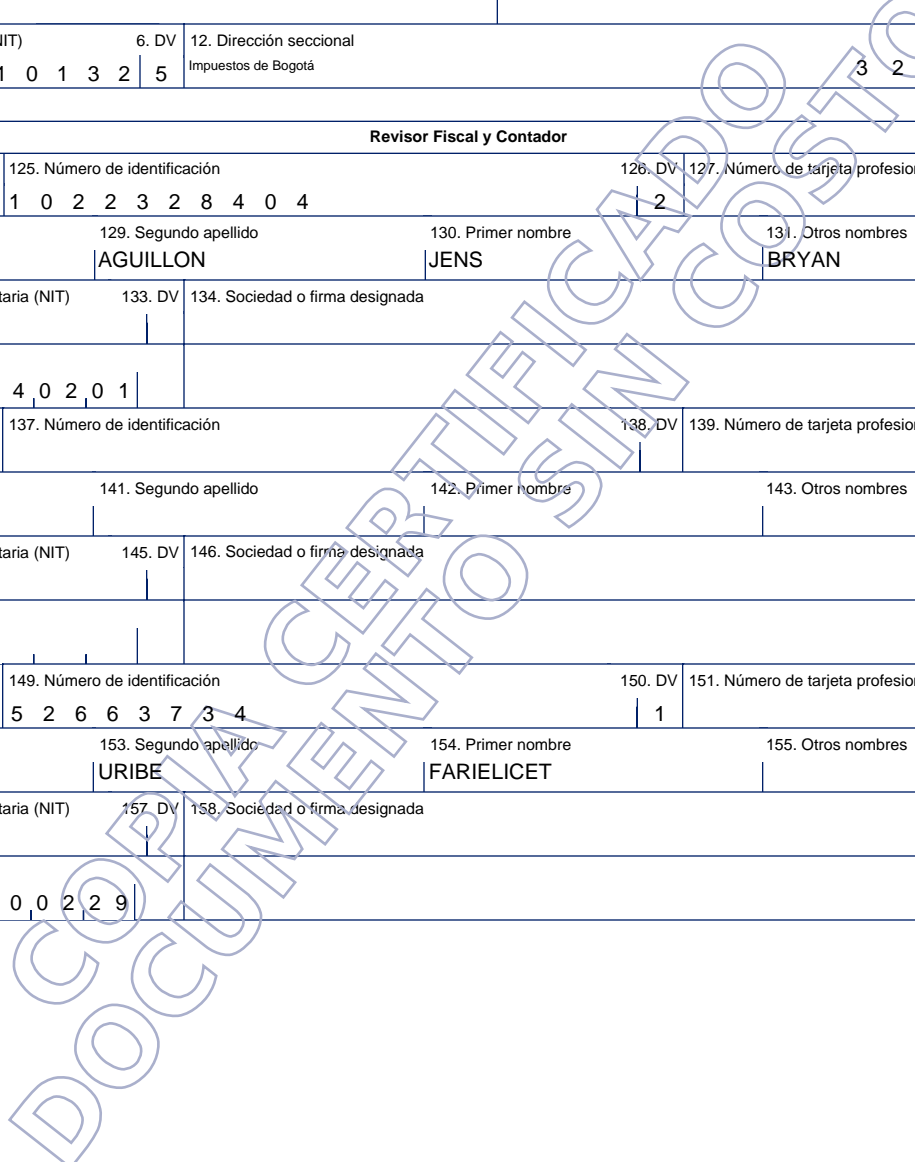 IIT) 6. DV 12. Dirección seccional
1 0 1 3 2 5 Impuestos de Bogotá 3 2
Revisor Fiscal y Contador
125. Número de identificación 126. DV 127. Número de tarjeta profesion
1 0 2 2 3 2 8 4 0 4 2
129. Segundo apellido 130. Primer nombre 131. Otros nombres
AGUILLON JENS BRYAN
taria (NIT) 133. DV 134. Sociedad o firma designada
4 0 2 0 1
137. Número de identificación 138. DV 139. Número de tarjeta profesion
141. Segundo apellido 142. Primer nombre 143. Otros nombres
taria (NIT) 145. DV 146. Sociedad o firma designada
149. Número de identificación 150. DV 151. Número de tarjeta profesion
5 2 6 6 3 7 3 4 1
153. Segundo apellido 154. Primer nombre 155. Otros nombres
URIBE FARIELICET
taria (NIT) 157. DV 158. Sociedad o firma designada
0 0 2 2 9
COPIA CERTIFICADO
DOCUMENTO SIN COSTO